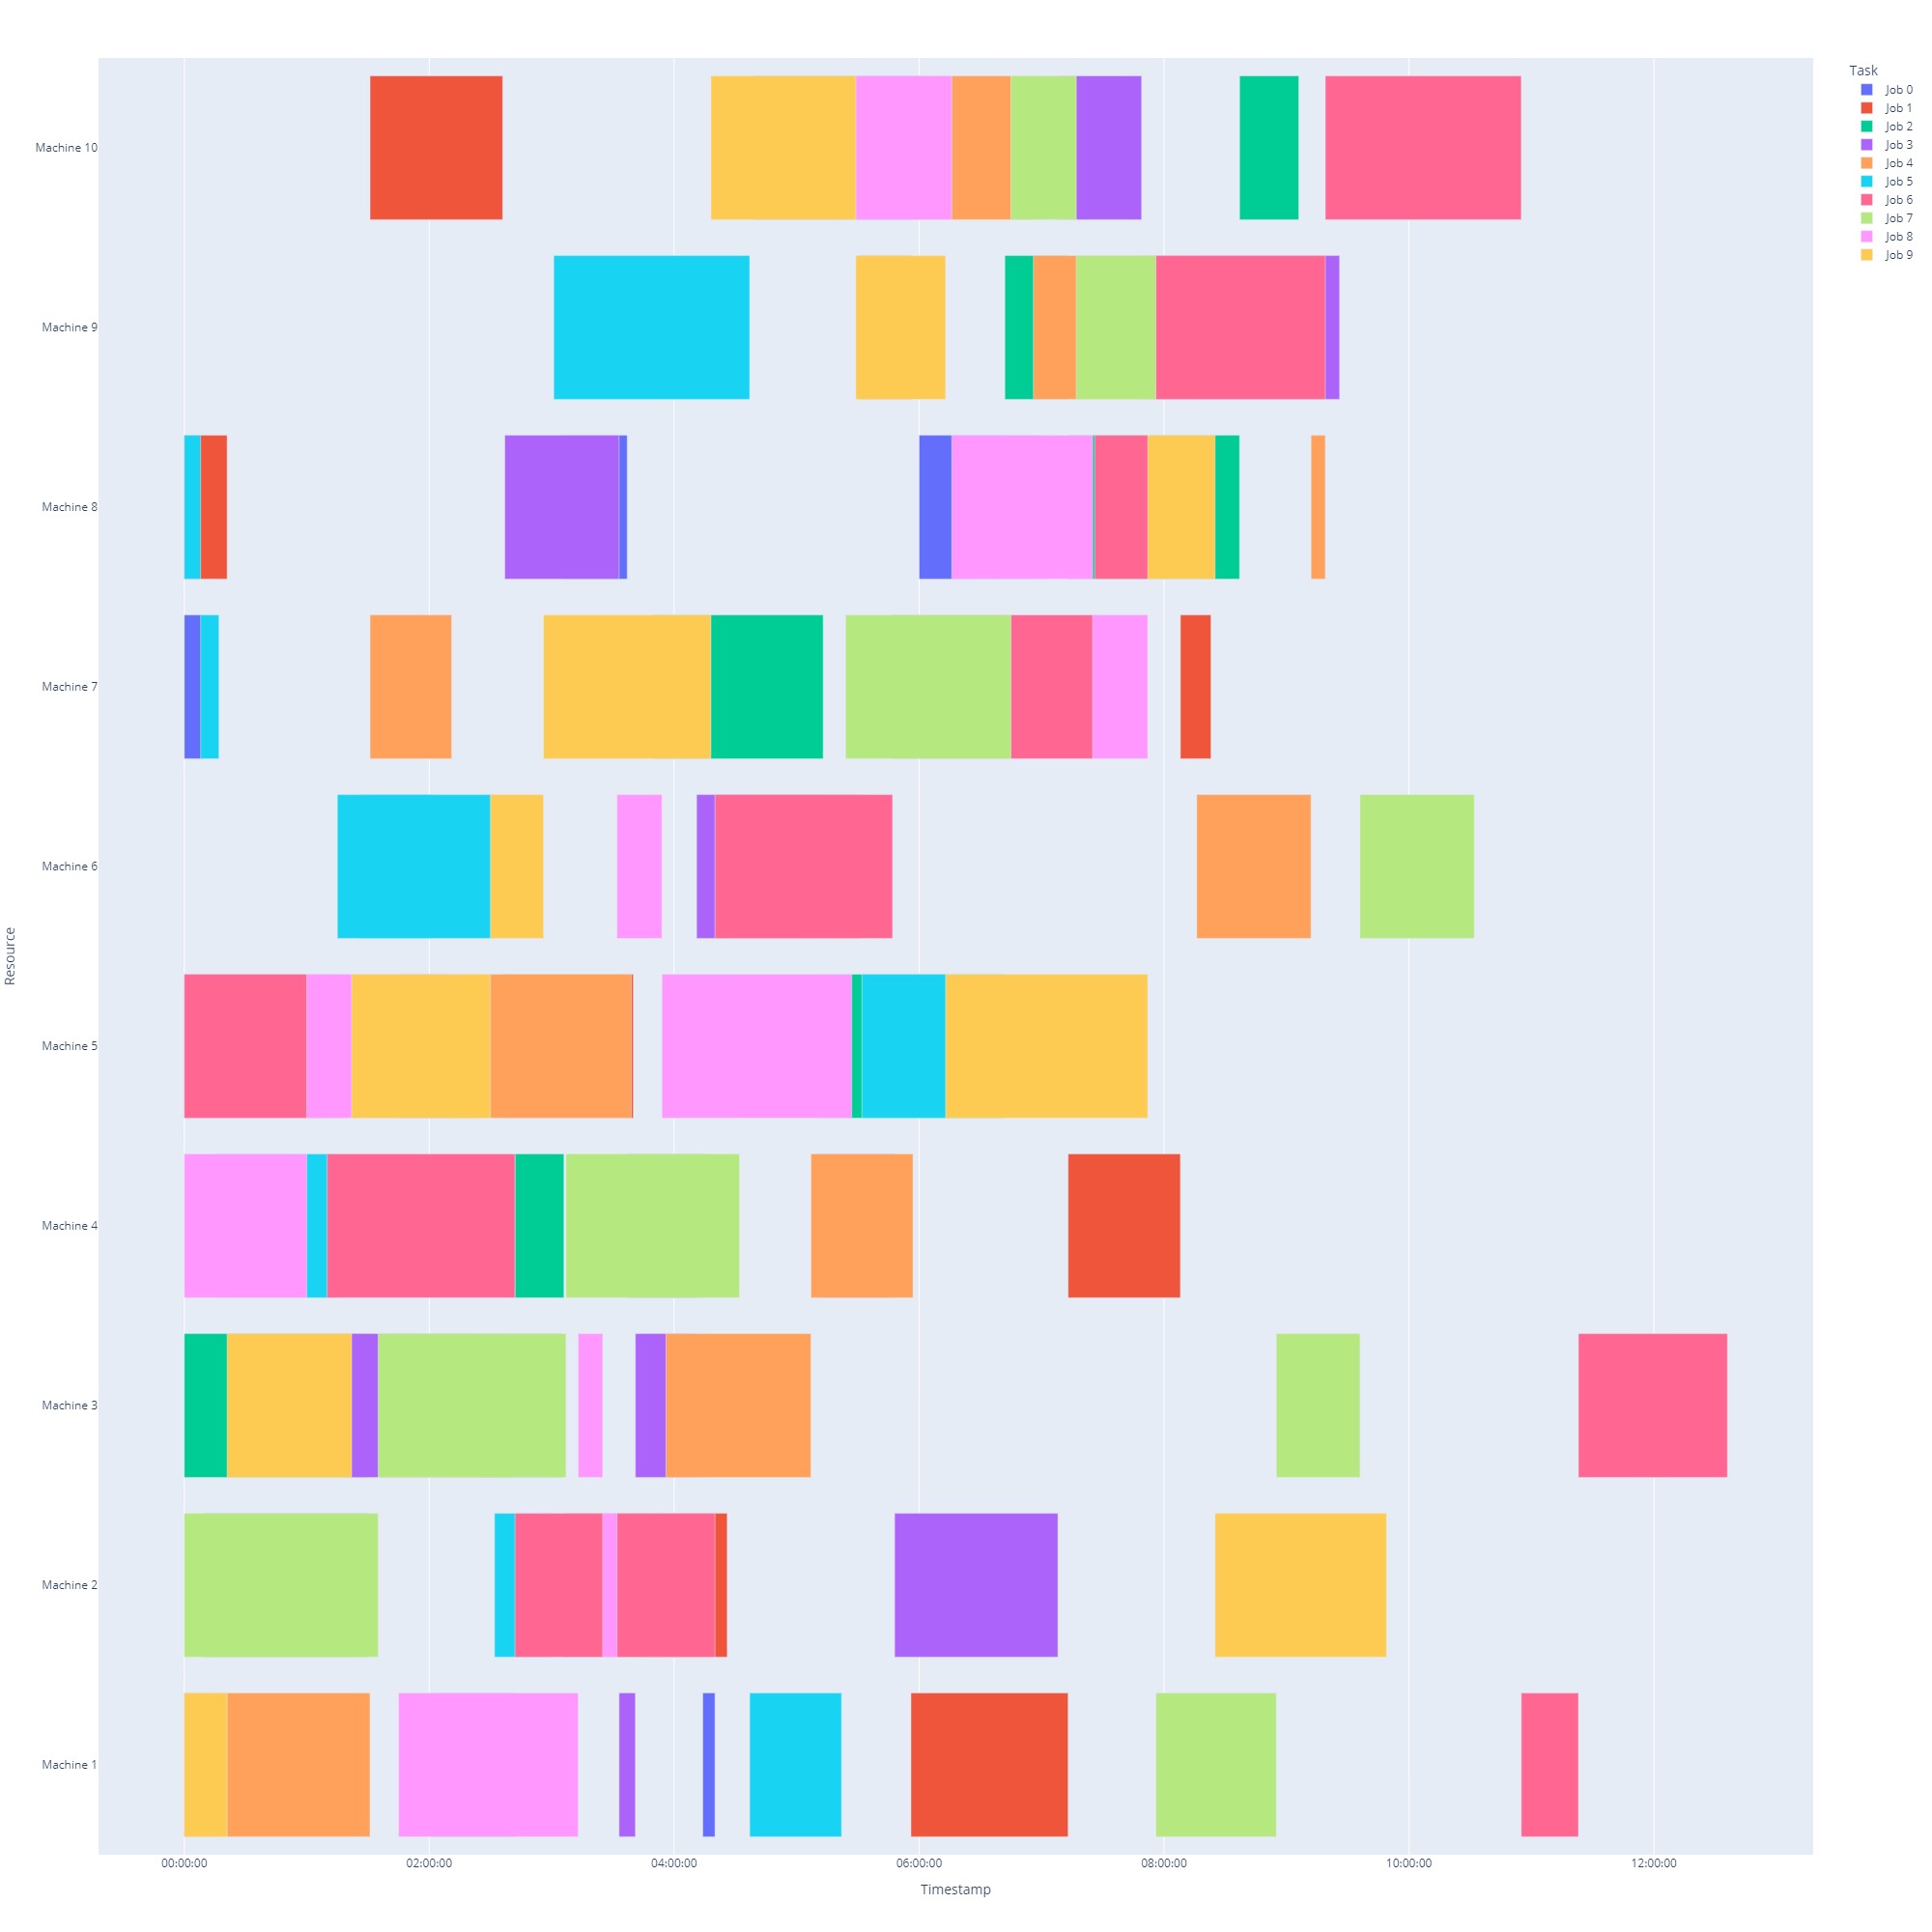 Task
Job 0
Job 1
Job 2
Job 3
Job 4
Job 5
Job 6
Job 7
Job 8
Job 9
Machine 10
Machine 9
Machine 8
Machine 7
Machine 6
Machine 5
Machine 4
Machine 3
Machine 2
Machine 1
Resource
00:00:00 02:00:00 04:00:00 06:00:00 08:00:00 10:00:00 12:00:00
Timestamp